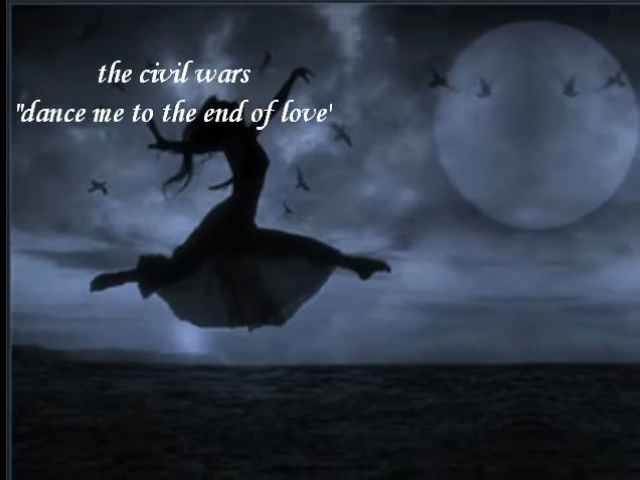 the civil wars
"dance me to the end of love'